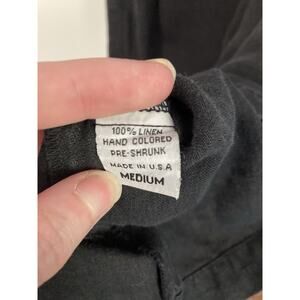 100% LINEN
HAND COLORED
PRE-SHRUNK
MADE IN U.S.A
MEDIUM